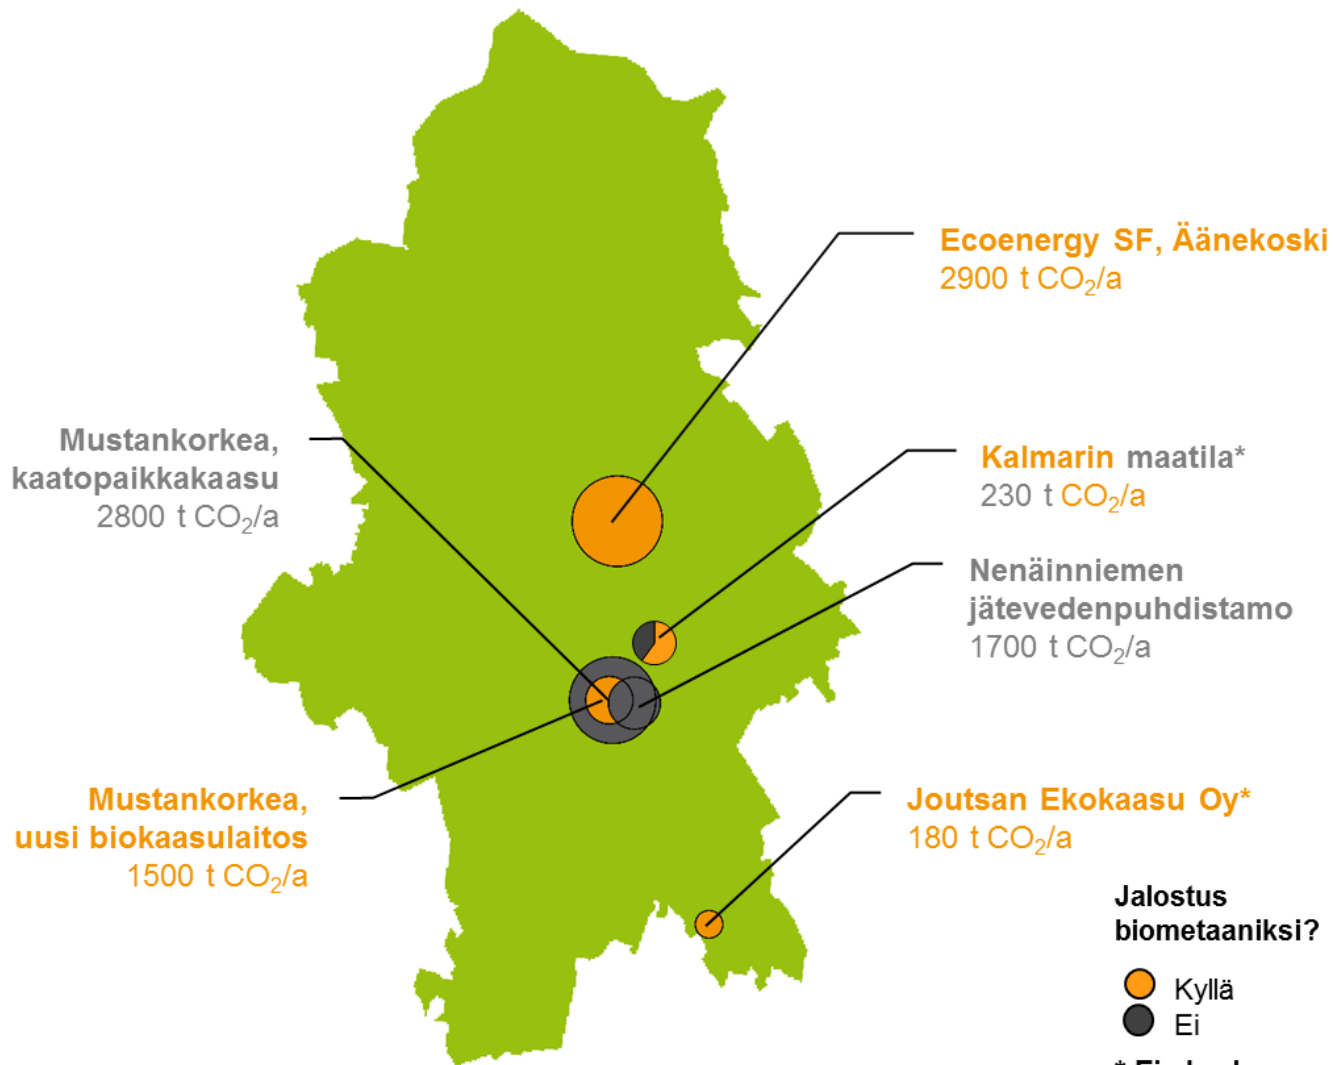 Ecoenergy SF, Äänekoski
2900 t CO₂/a
Mustankorkea,
kaatopaikkakaasu
2800 t CO₂/a
Kalmarin maatila*
230 t CO₂/a
Nenäinniemen
jätevedenpuhdistamo
1700 t CO₂/a
Mustankorkea,
uusi biokaasulaitos
1500 t CO₂/a
Joutsan Ekokaasu Oy*
180 t CO₂/a
Jalostus
biometaaniksi?
Kyllä
Ei